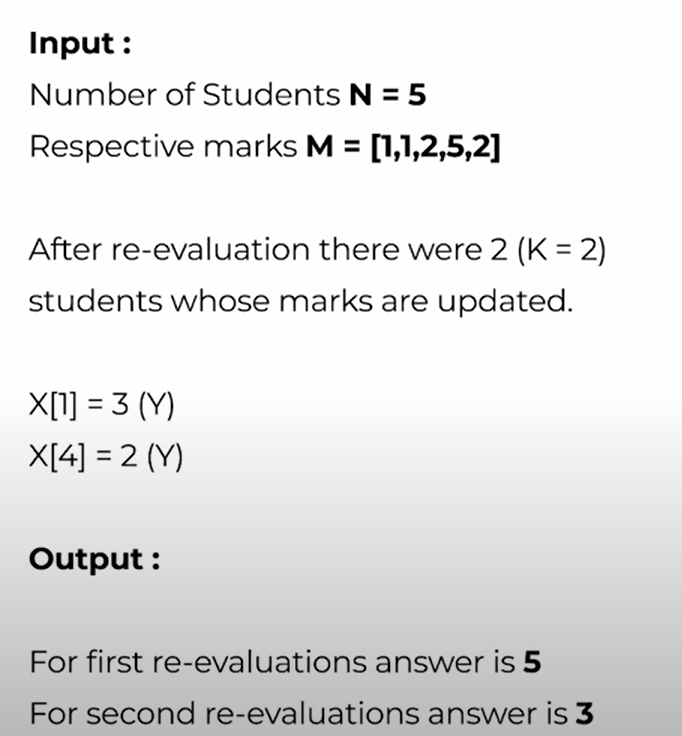 Input :
Number of Students N = 5
Respective marks M = [1,1,2,5,2]
After re-evaluation there were 2 (K = 2)
students whose marks are updated.
X[1] = 3 (Y)
X[4] = 2 (Y)
Output :
For first re-evaluations answer is 5
For second re-evaluations answer is 3